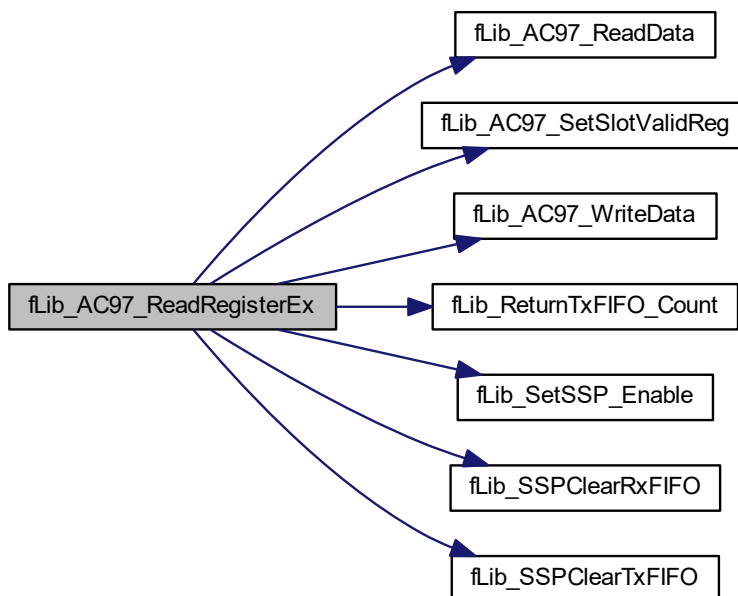 fLib_AC97_ReadData
fLib_AC97_SetSlotValidReg
fLib_AC97_WriteData
fLib_AC97_ReadRegisterEx
fLib_ReturnTxFIFO_Count
fLib_SetSSP_Enable
fLib_SSPClearRxFIFO
fLib_SSPClearTxFIFO